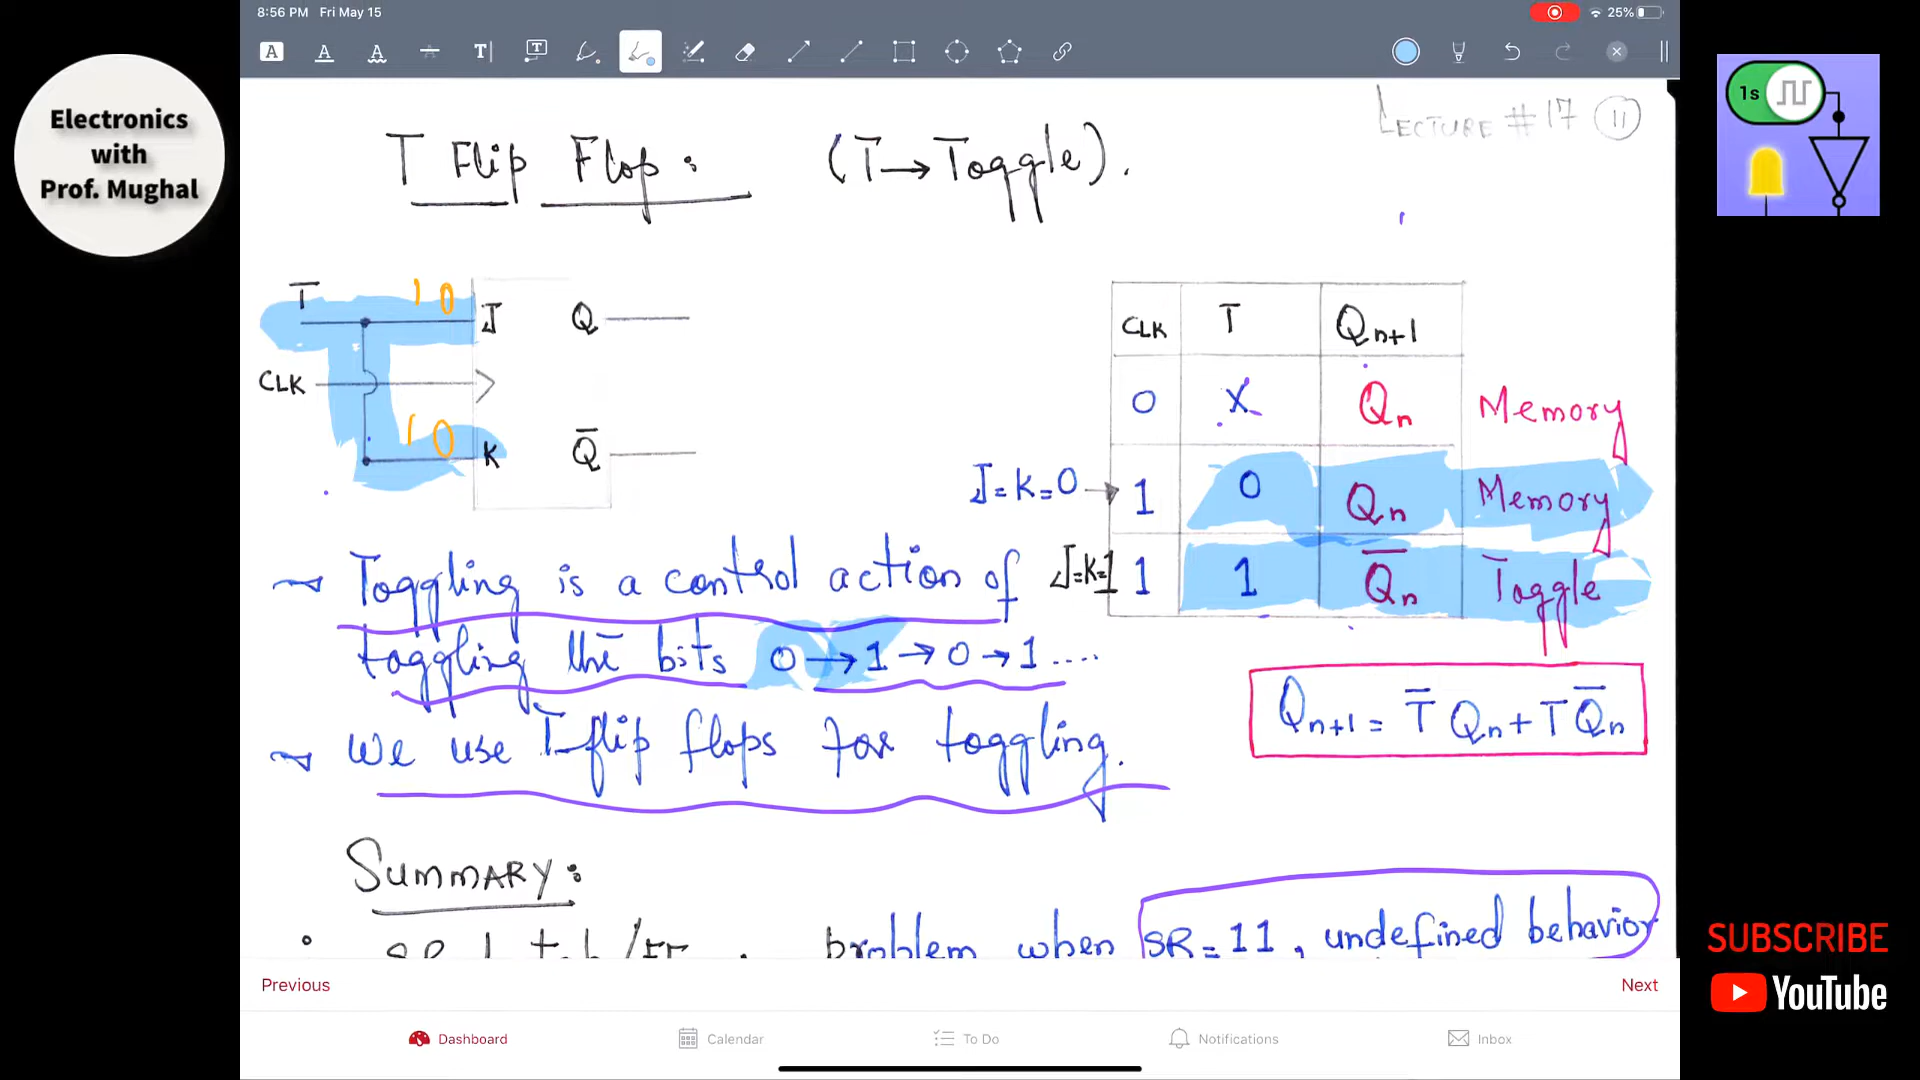 8:56 PM Fri May 15
25%
Electronics
with
Prof. Mughal
1s
LECTURE #17 11
T Flip Flop: (T→Toggle).
T 1 0 J Q
CLK
1 0 K Q̅
CLK T Qn+1
0 X Qn Memory
J=K=0 → 1 0 Qn Memory
J=K=1 1 1 Q̅n Toggle
Toggling is a control action of
toggling the bits 0→1→0→1....
Qn+1 = T̅ Qn + T Q̅n
We use T-flip flops for toggling.
SUMMARY:
problem when SR=11, undefined behavior
Previous
Next
Dashboard
Calendar
To Do
Notifications
Inbox
SUBSCRIBE
YouTube